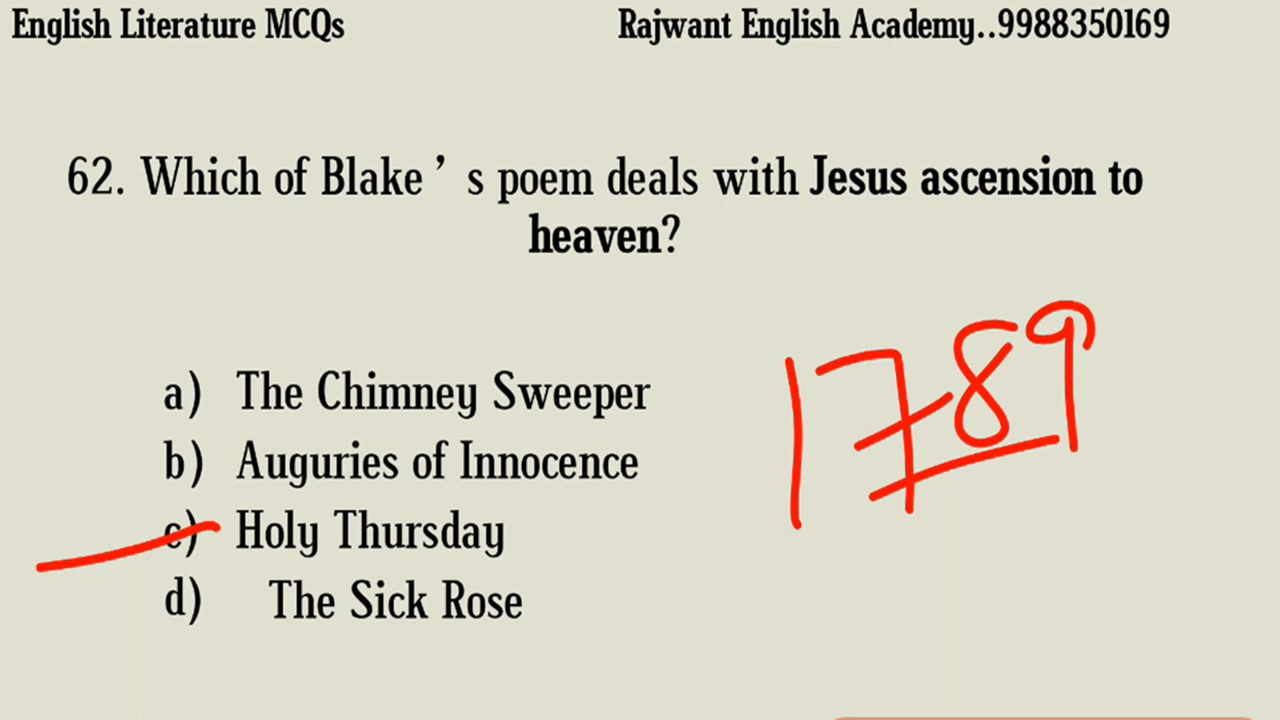 English Literature MCQs
Rajwant English Academy..9988350169
62. Which of Blake ’ s poem deals with Jesus ascension to
heaven?
a) The Chimney Sweeper
b) Auguries of Innocence
c) Holy Thursday
d) The Sick Rose
1789